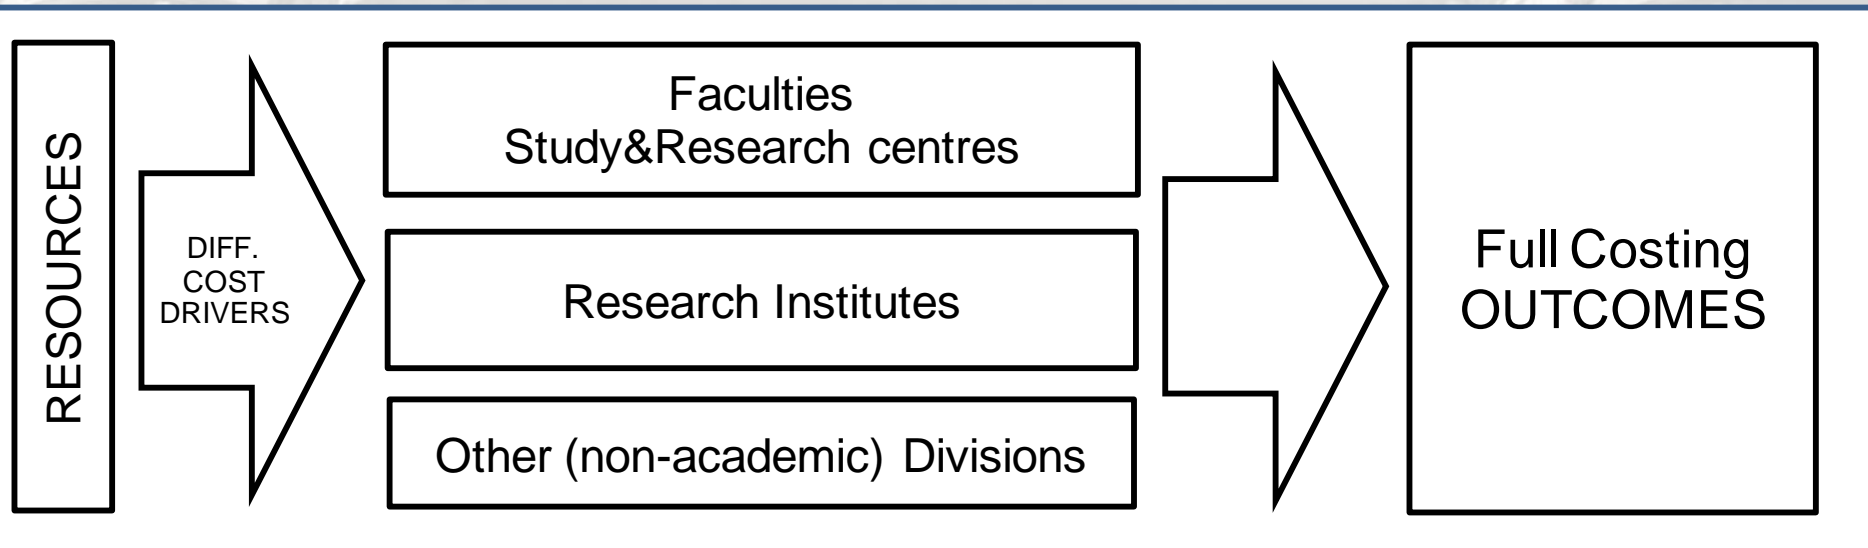 RESOURCES
DIFF.
COST
DRIVERS
Faculties
Study&Research centres
Research Institutes
Other (non-academic) Divisions
Full Costing
OUTCOMES